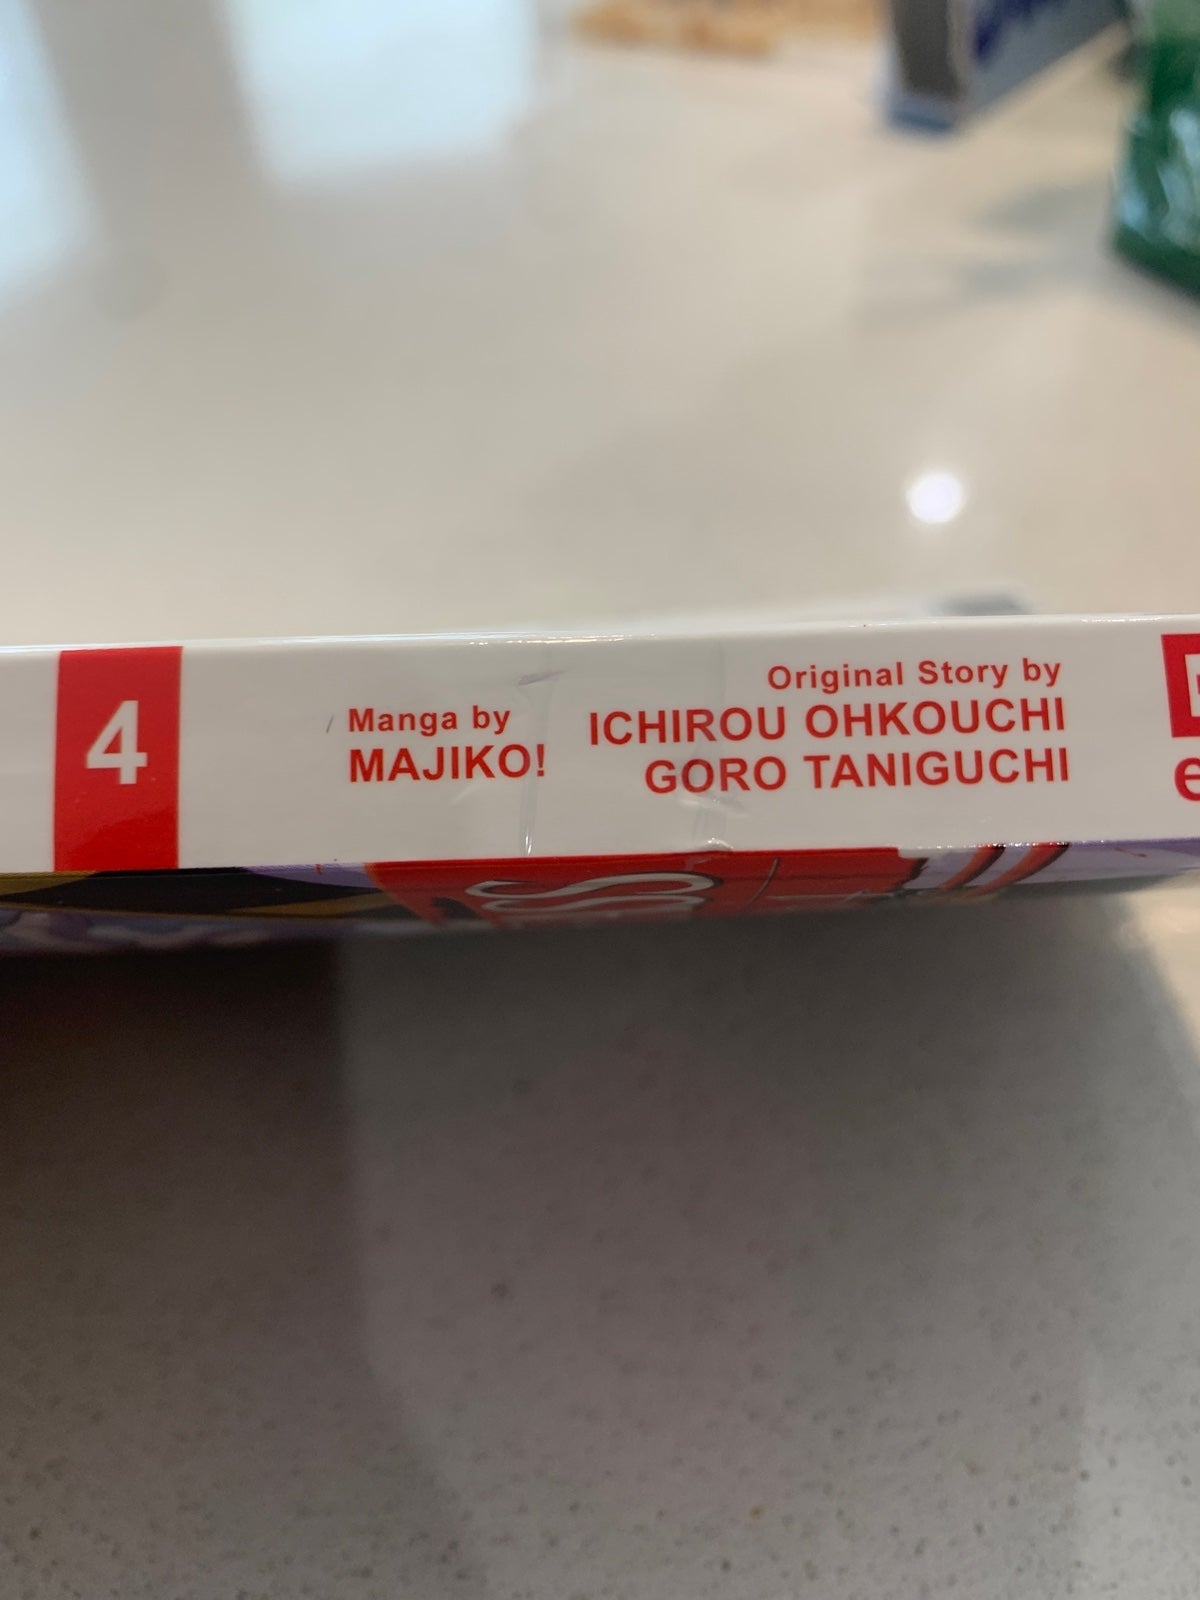 4
Manga by
MAJIKO!
Original Story by
ICHIROU OHKOUCHI
GORO TANIGUCHI